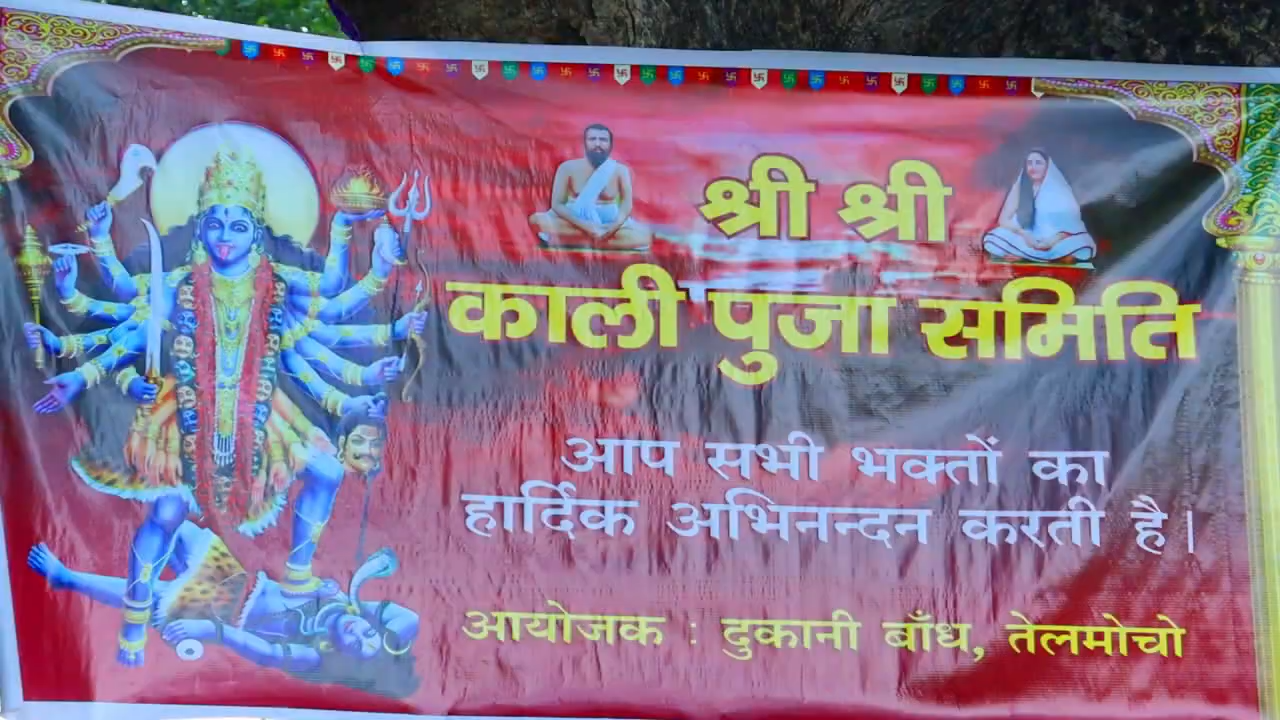 श्री श्री
काली पुजा समिति
आप सभी भक्तों का
हार्दिक अभिनन्दन करती है।
आयोजक : दुकानी बाँध, तेलमोचो